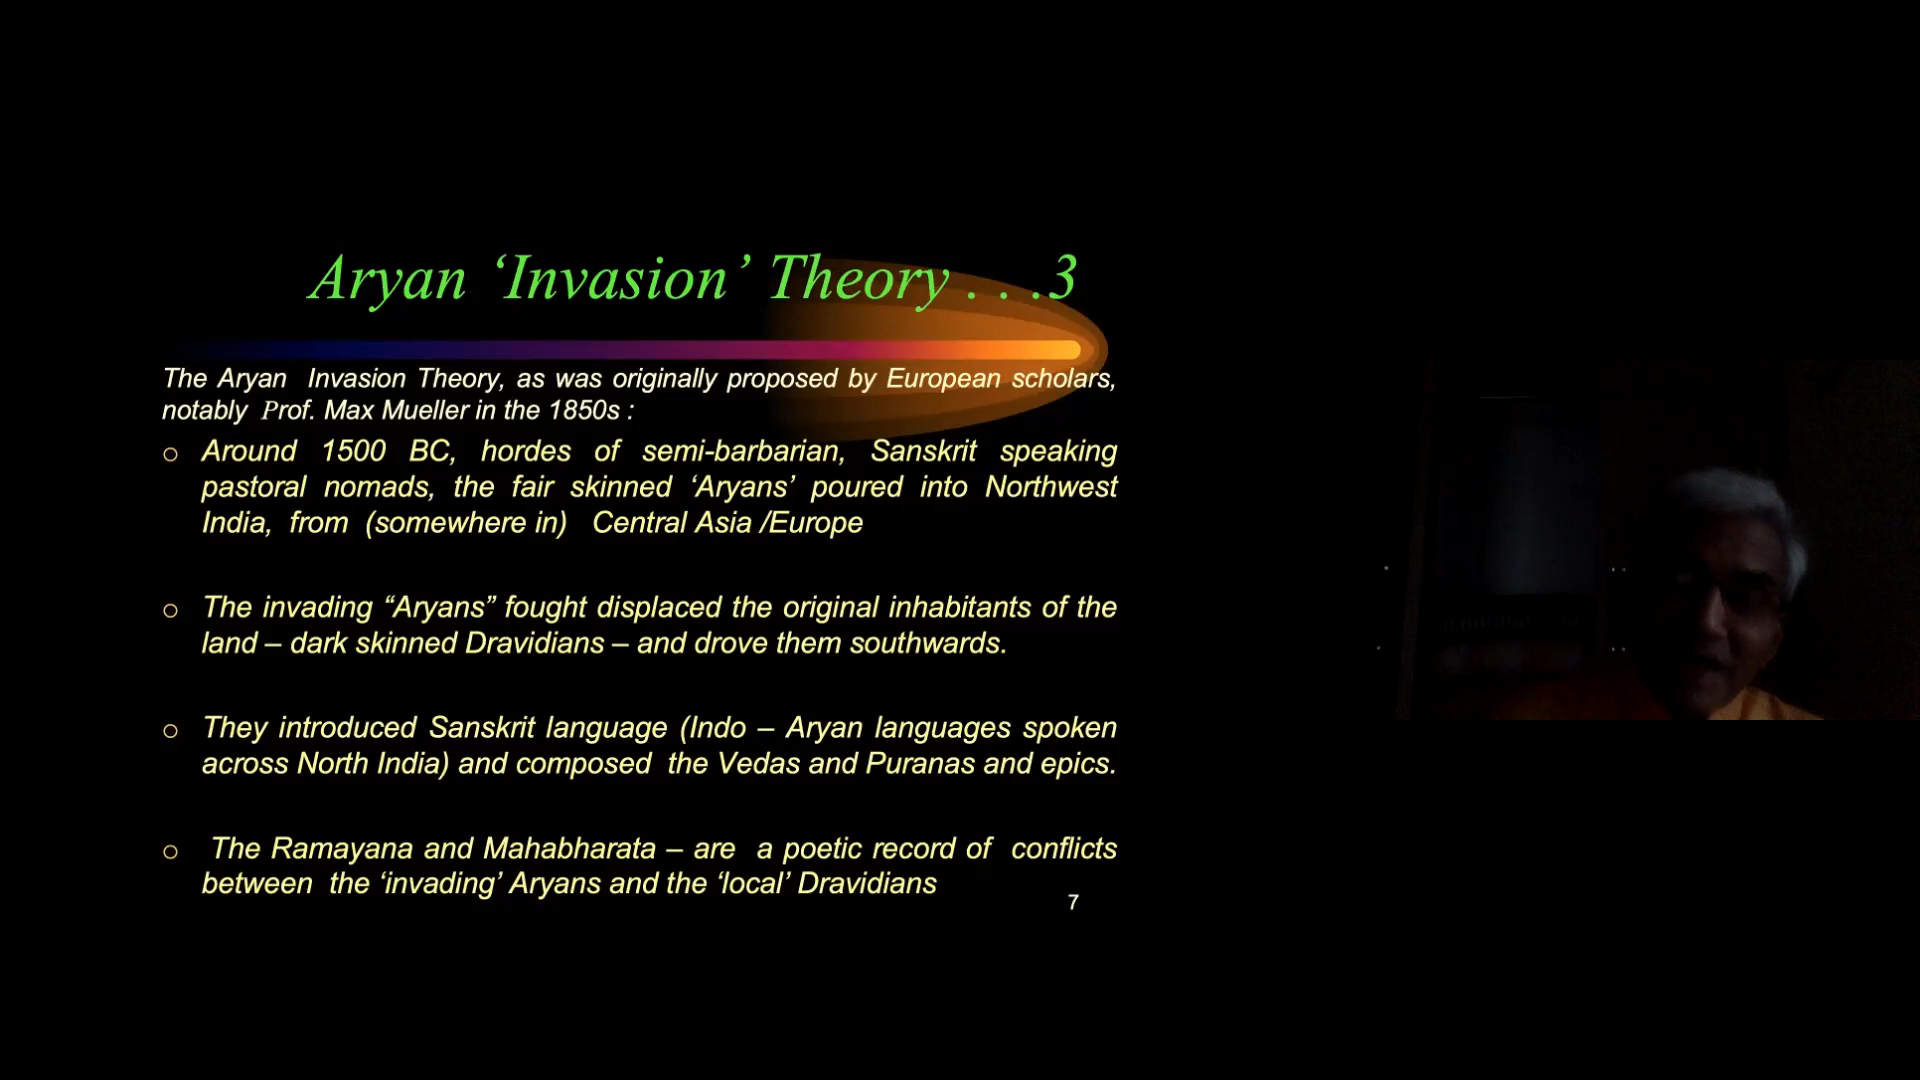 Aryan ‘Invasion’ Theory . . .3
The Aryan Invasion Theory, as was originally proposed by European scholars,
notably Prof. Max Mueller in the 1850s :
o Around 1500 BC, hordes of semi-barbarian, Sanskrit speaking
pastoral nomads, the fair skinned ‘Aryans’ poured into Northwest
India, from (somewhere in) Central Asia /Europe
o The invading “Aryans” fought displaced the original inhabitants of the
land – dark skinned Dravidians – and drove them southwards.
o They introduced Sanskrit language (Indo – Aryan languages spoken
across North India) and composed the Vedas and Puranas and epics.
o The Ramayana and Mahabharata – are a poetic record of conflicts
between the ‘invading’ Aryans and the ‘local’ Dravidians
7